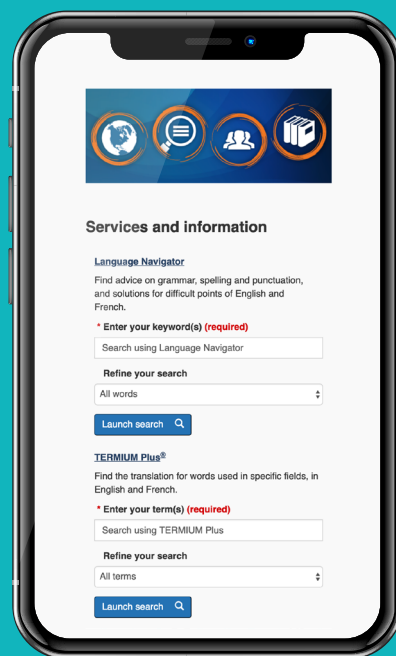 Services and information
Language Navigator
Find advice on grammar, spelling and punctuation,
and solutions for difficult points of English and
French.
* Enter your keyword(s) (required)
Search using Language Navigator
Refine your search
All words
Launch search
TERMIUM Plus®
Find the translation for words used in specific fields, in
English and French.
* Enter your term(s) (required)
Search using TERMIUM Plus
Refine your search
All terms
Launch search